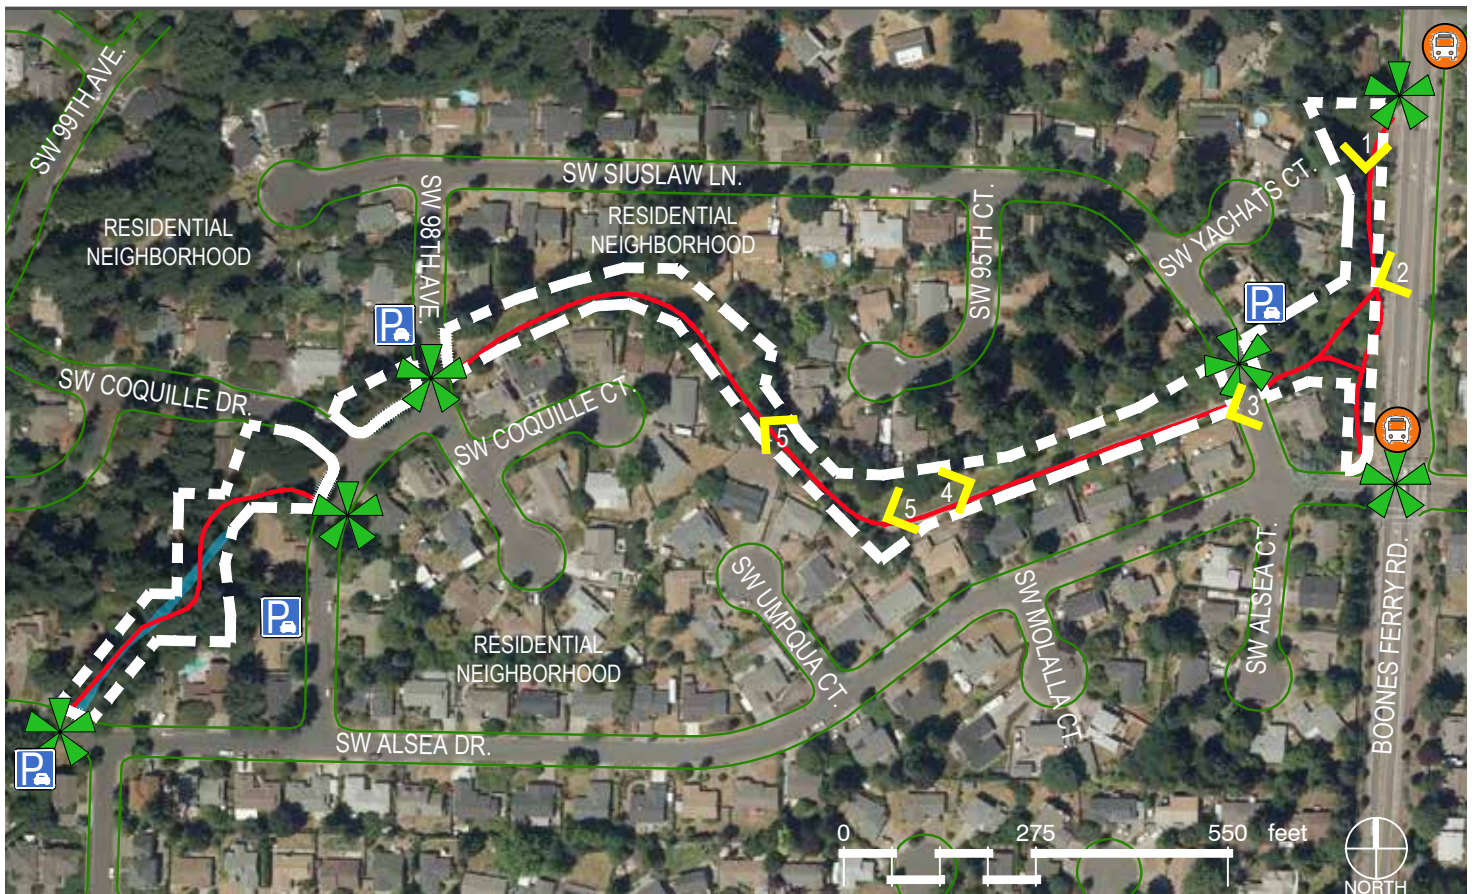 SW 99TH AVE.
SW SIUSLAW LN.
SW 98TH AVE.
RESIDENTIAL
NEIGHBORHOOD
RESIDENTIAL
NEIGHBORHOOD
SW 95TH CT.
SW YACHATS CT.
1
2
P
P
SW COQUILLE DR.
SW COQUILLE CT.
3
5
4
5
SW UMPQUA CT.
SW MOLALLA CT.
SW ALSEA CT.
BOONES FERRY RD.
P
RESIDENTIAL
NEIGHBORHOOD
SW ALSEA DR.
P
0 275 550 feet
NORTH